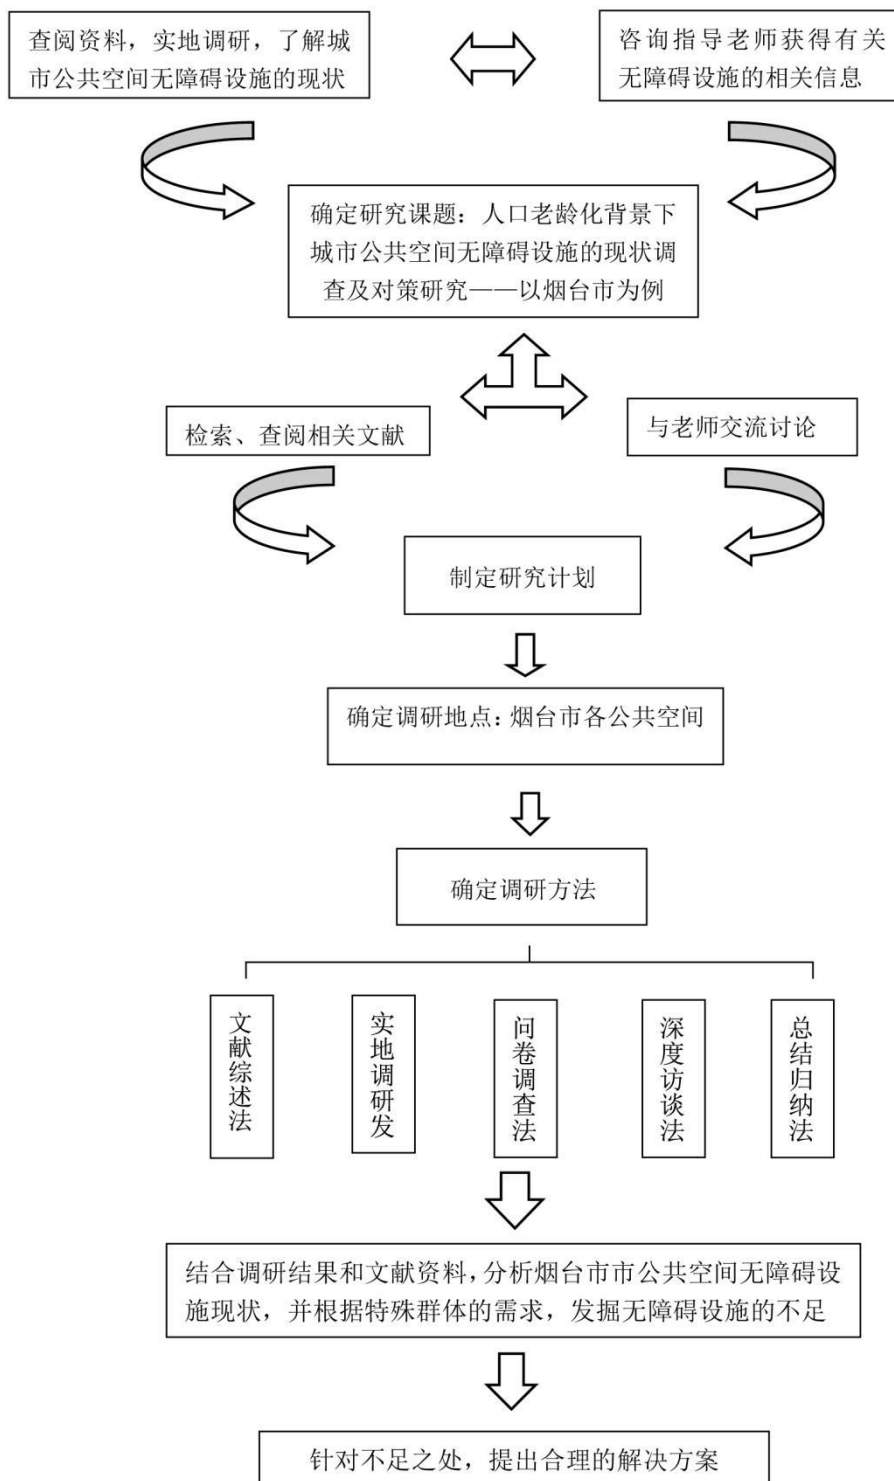 查阅资料，实地调研，了解城
市公共空间无障碍设施的现状
咨询指导老师获得有关
无障碍设施的相关信息
确定研究课题：人口老龄化背景下
城市公共空间无障碍设施的现状调
查及对策研究——以烟台市为例
检索、查阅相关文献
与老师交流讨论
制定研究计划
确定调研地点：烟台市各公共空间
确定调研方法
文献综述法
实地调研发
问卷调查法
深度访谈法
总结归纳法
结合调研结果和文献资料，分析烟台市市公共空间无障碍设
施现状，并根据特殊群体的需求，发掘无障碍设施的不足
针对不足之处，提出合理的解决方案